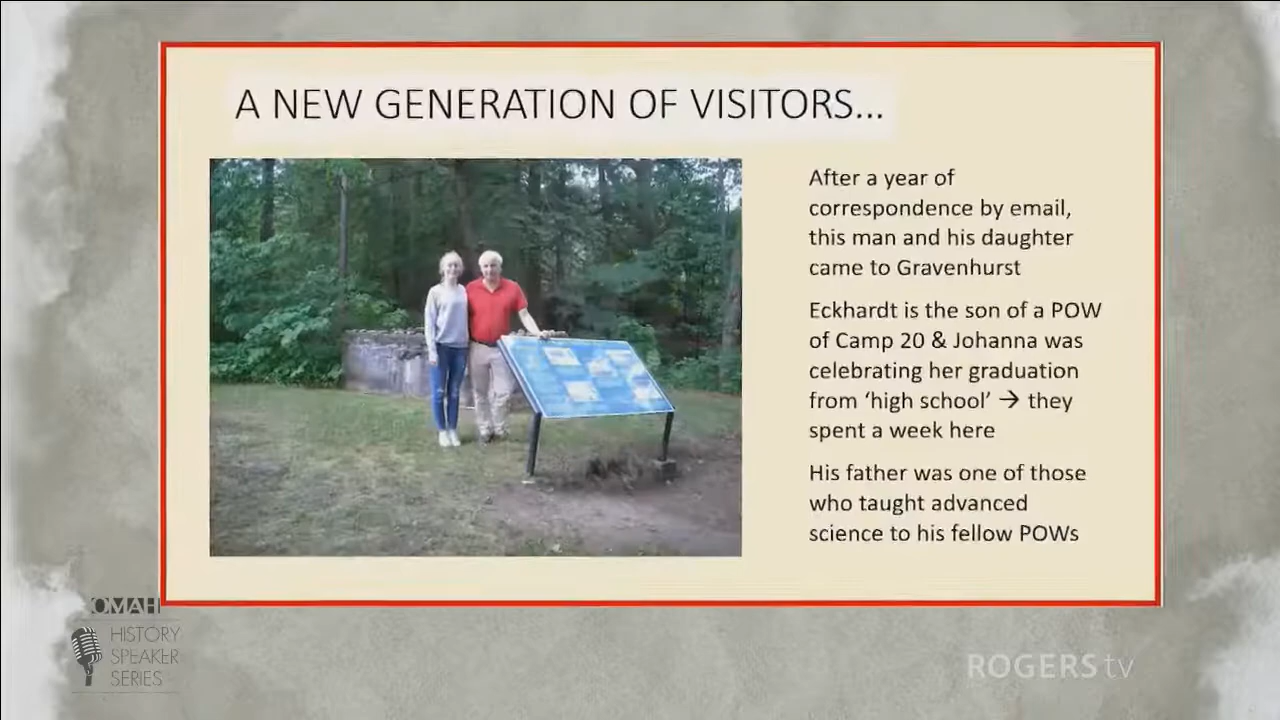 A NEW GENERATION OF VISITORS...
After a year of
correspondence by email,
this man and his daughter
came to Gravenhurst
Eckhardt is the son of a POW
of Camp 20 & Johanna was
celebrating her graduation
from ‘high school’ → they
spent a week here
His father was one of those
who taught advanced
science to his fellow POWs
OMAH
HISTORY
SPEAKER
SERIES
ROGERS tv